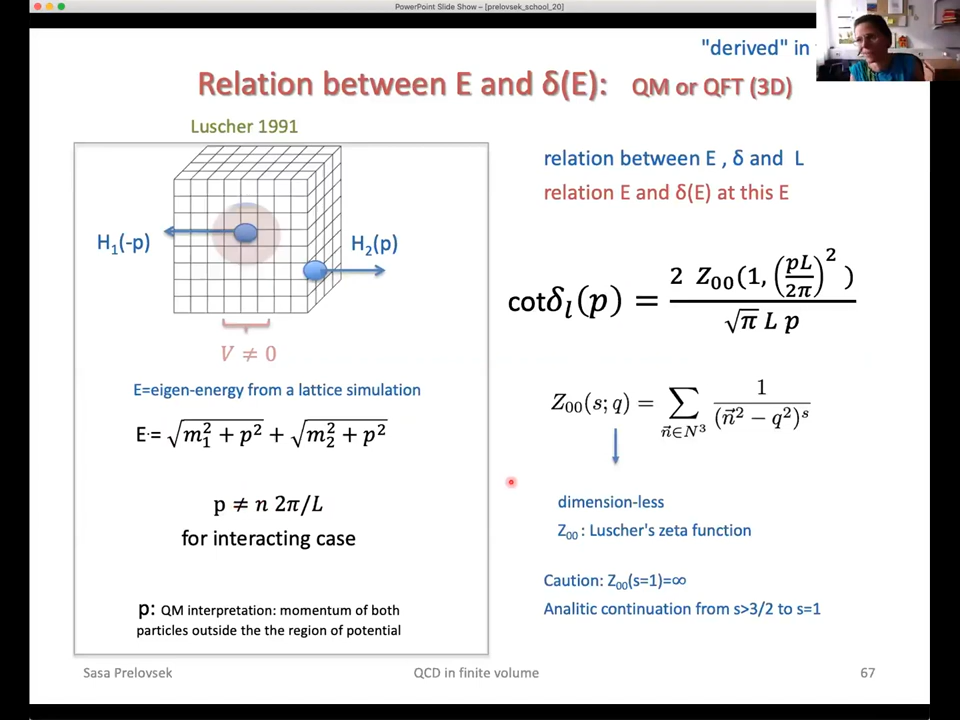 PowerPoint Slide Show – [prelovsek_school_20]
"derived" in
Relation between E and δ(E): QM or QFT (3D)
Luscher 1991
H₁(-p)
H₂(p)
V ≠ 0
E=eigen-energy from a lattice simulation
E= √(m₁² + p²) + √(m₂² + p²)
p ≠ n 2π/L
for interacting case
p: QM interpretation: momentum of both
particles outside the the region of potential
relation between E , δ and L
relation E and δ(E) at this E
cotδ_l(p) = 2 Z₀₀(1, (pL/2π)²) / √π L p
Z₀₀(s; q) = ∑_{n⃗∈N³} 1/(n⃗² − q²)^s
dimension-less
Z₀₀ : Luscher's zeta function
Caution: Z₀₀(s=1)=∞
Analitic continuation from s>3/2 to s=1
Sasa Prelovsek
QCD in finite volume
67